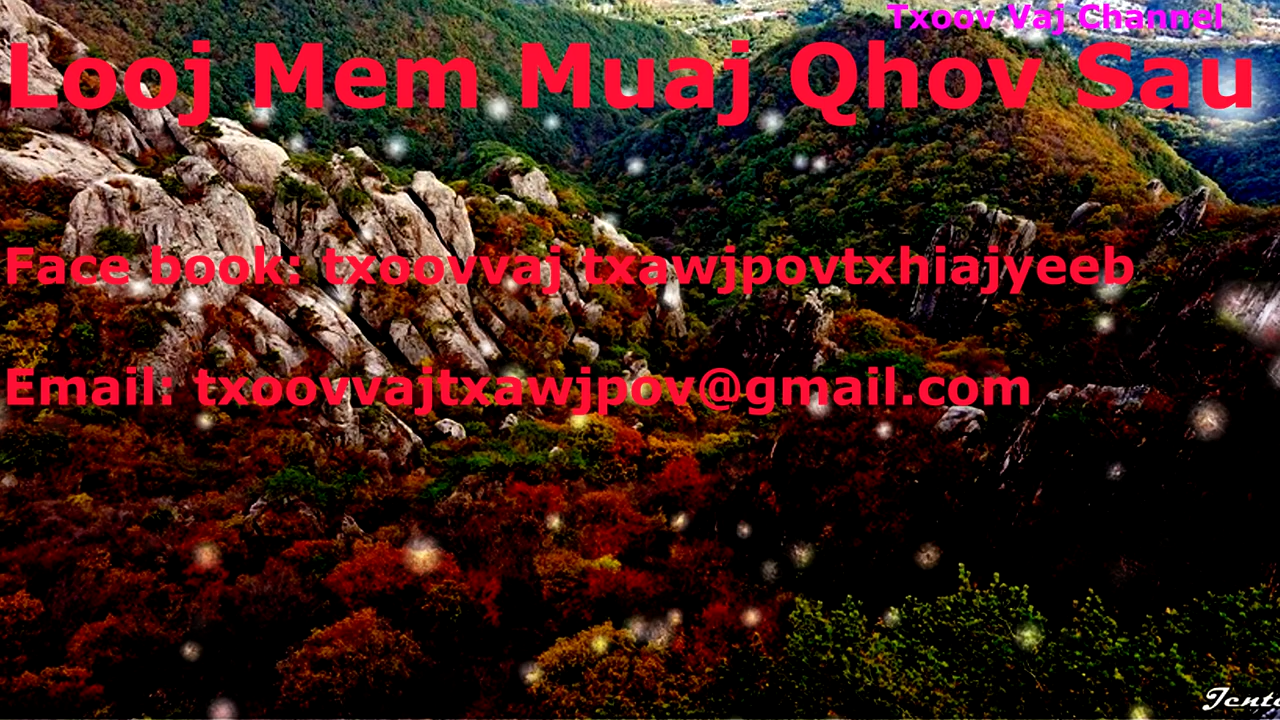 Txoov Vaj Channel
Looj Mem Muaj Qhov Sau
Face book: txoovvaj txawjpovtxhiajyeeb
Email: txoovvajtxawjpov@gmail.com